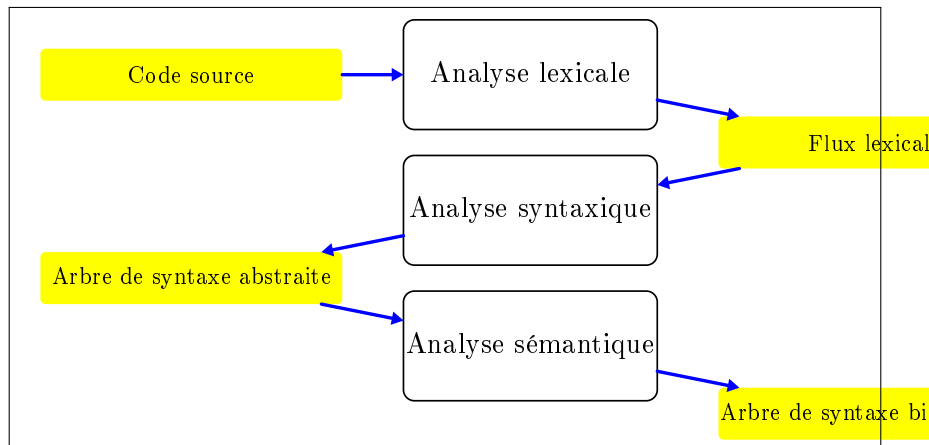 Code source
Analyse lexicale
Flux lexical
Analyse syntaxique
Arbre de syntaxe abstraite
Analyse sémantique
Arbre de syntaxe bi